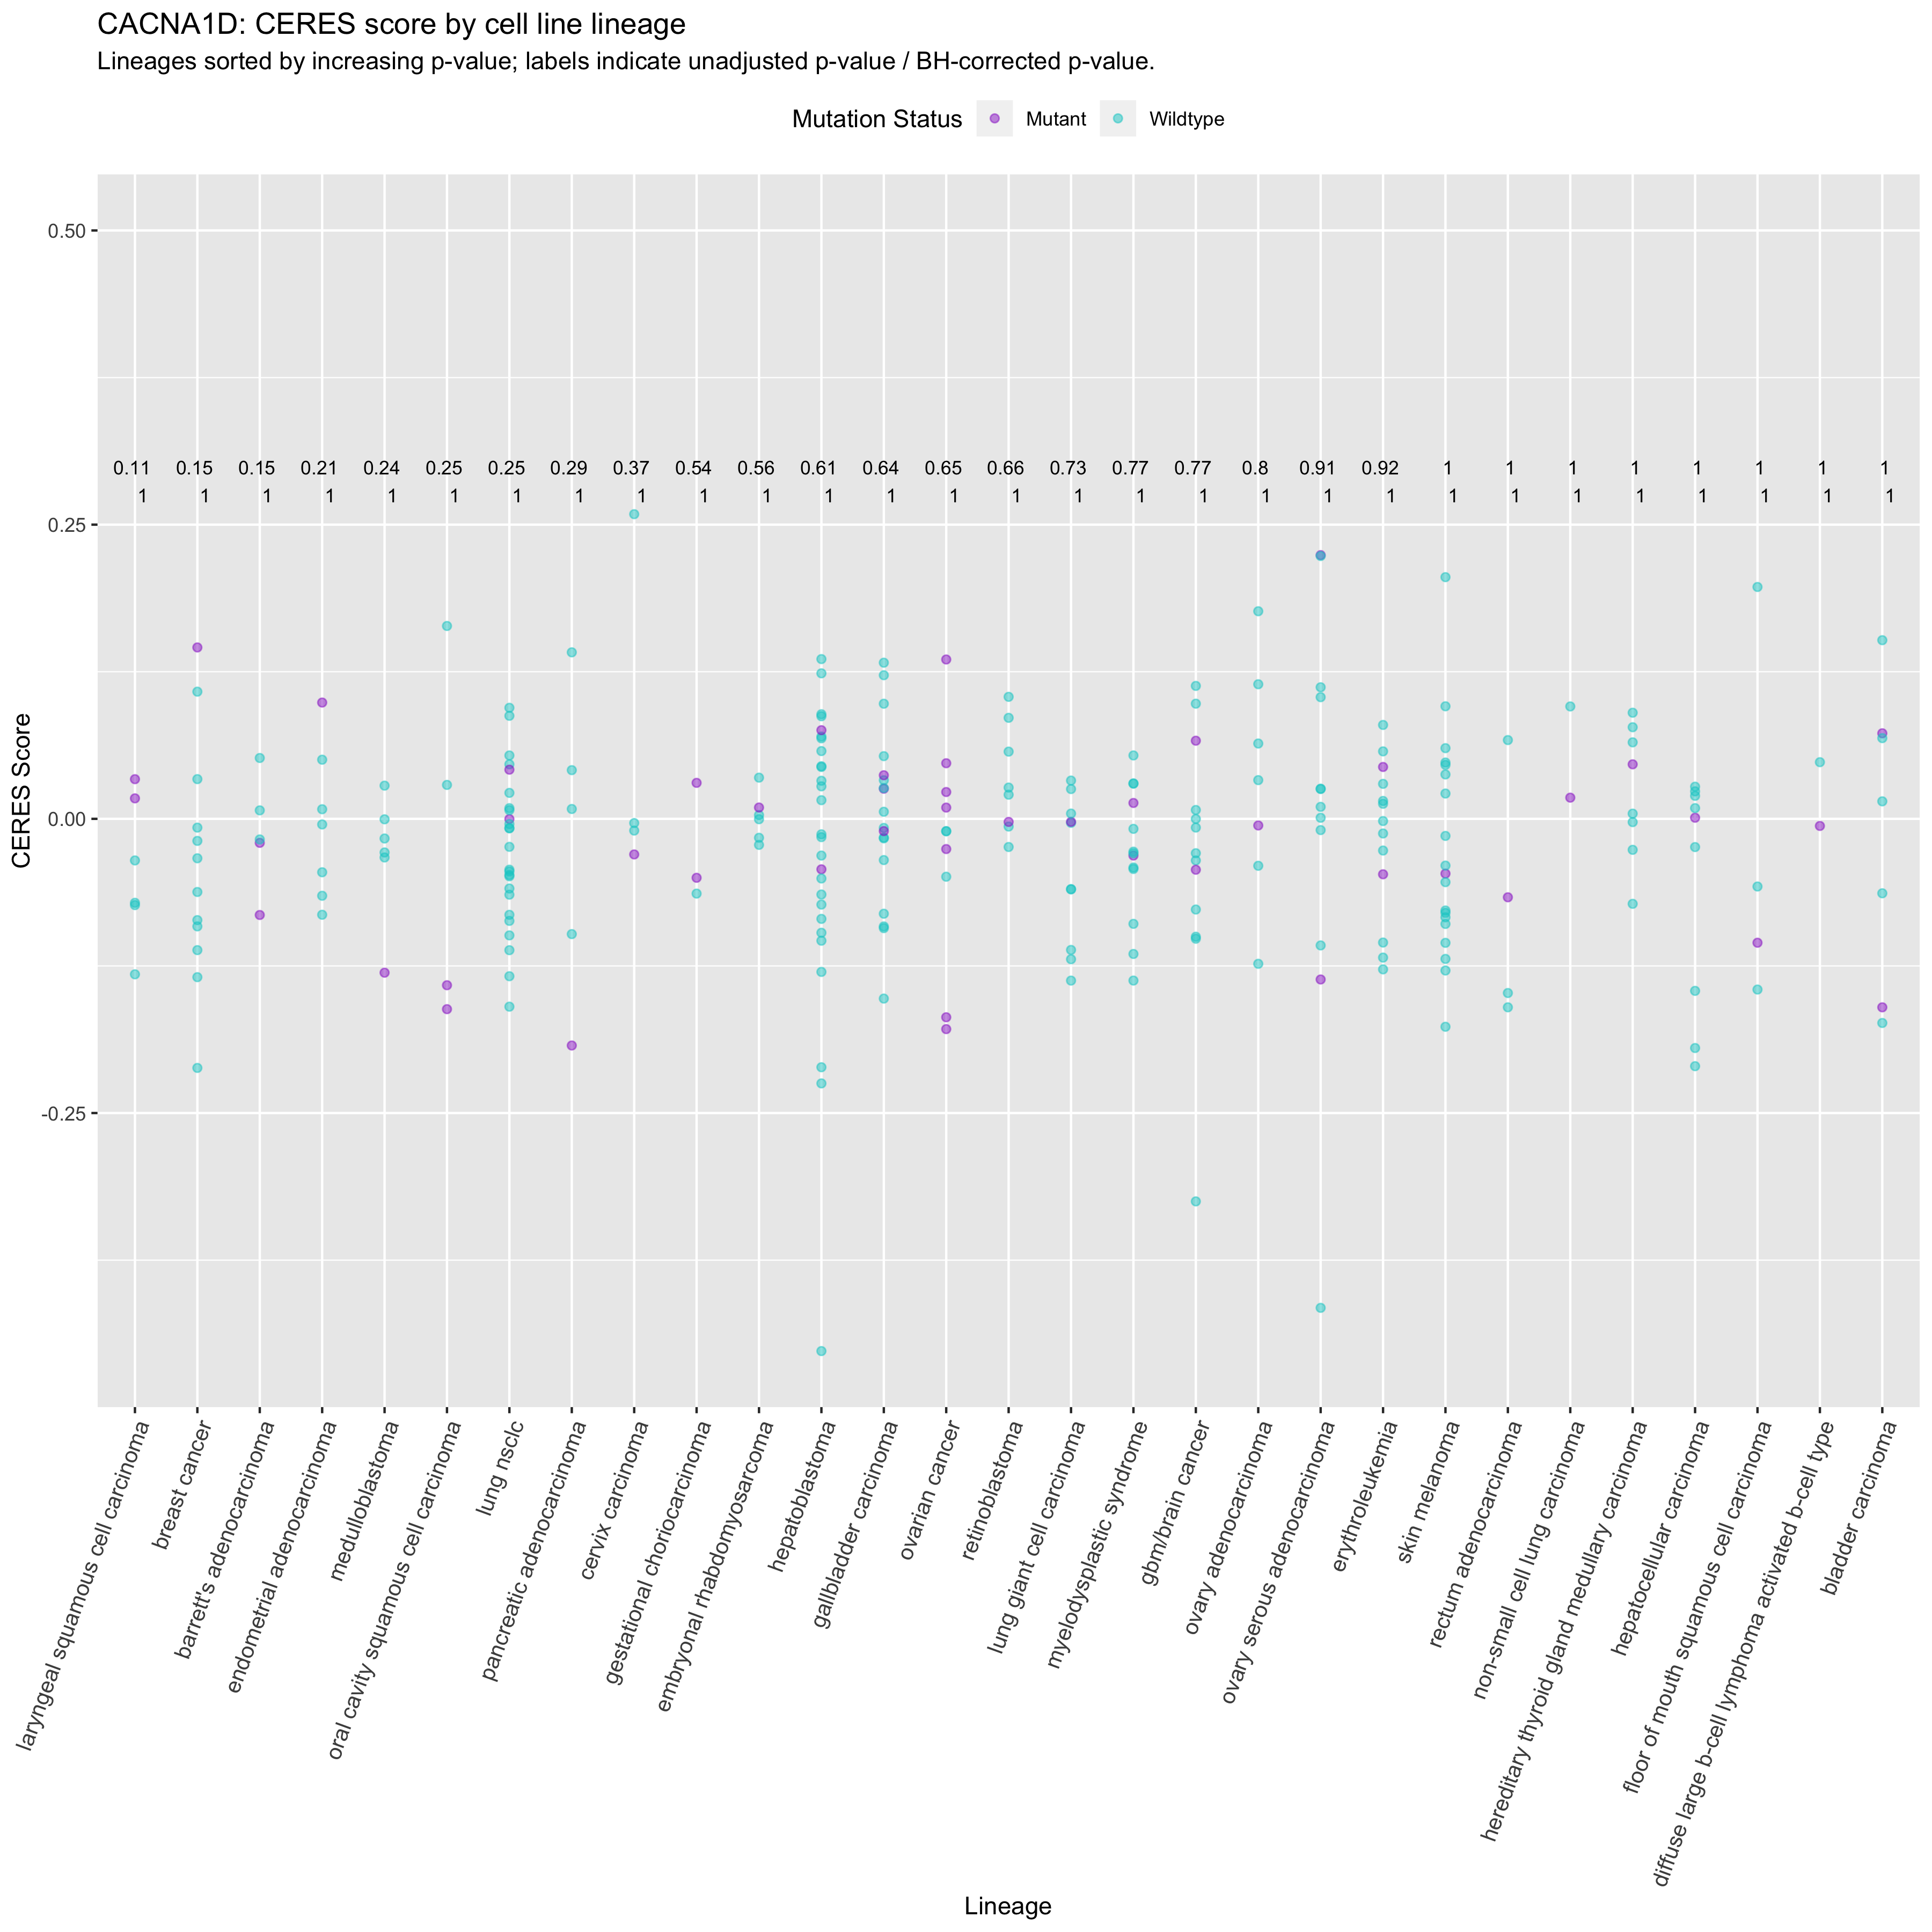 CACNA1D: CERES score by cell line lineage
Lineages sorted by increasing p-value; labels indicate unadjusted p-value / BH-corrected p-value.
Mutation Status Mutant Wildtype
0.50
0.11 0.15 0.15 0.21 0.24 0.25 0.25 0.29 0.37 0.54 0.56 0.61 0.64 0.65 0.66 0.73 0.77 0.77 0.8 0.91 0.92 1 1 1 1 1 1 1 1
1 1 1 1 1 1 1 1 1 1 1 1 1 1 1 1 1 1 1 1 1 1 1 1 1 1 1 1 1
0.25
0.00
-0.25
CERES Score
laryngeal squamous cell carcinoma
breast cancer
barrett's adenocarcinoma
endometrial adenocarcinoma
medulloblastoma
oral cavity squamous cell carcinoma
lung nsclc
pancreatic adenocarcinoma
cervix carcinoma
gestational choriocarcinoma
embryonal rhabdomyosarcoma
hepatoblastoma
gallbladder carcinoma
ovarian cancer
retinoblastoma
lung giant cell carcinoma
myelodysplastic syndrome
gbm/brain cancer
ovary adenocarcinoma
ovary serous adenocarcinoma
erythroleukemia
skin melanoma
rectum adenocarcinoma
non-small cell lung carcinoma
hereditary thyroid gland medullary carcinoma
hepatocellular carcinoma
floor of mouth squamous cell carcinoma
diffuse large b-cell lymphoma activated b-cell type
bladder carcinoma
Lineage